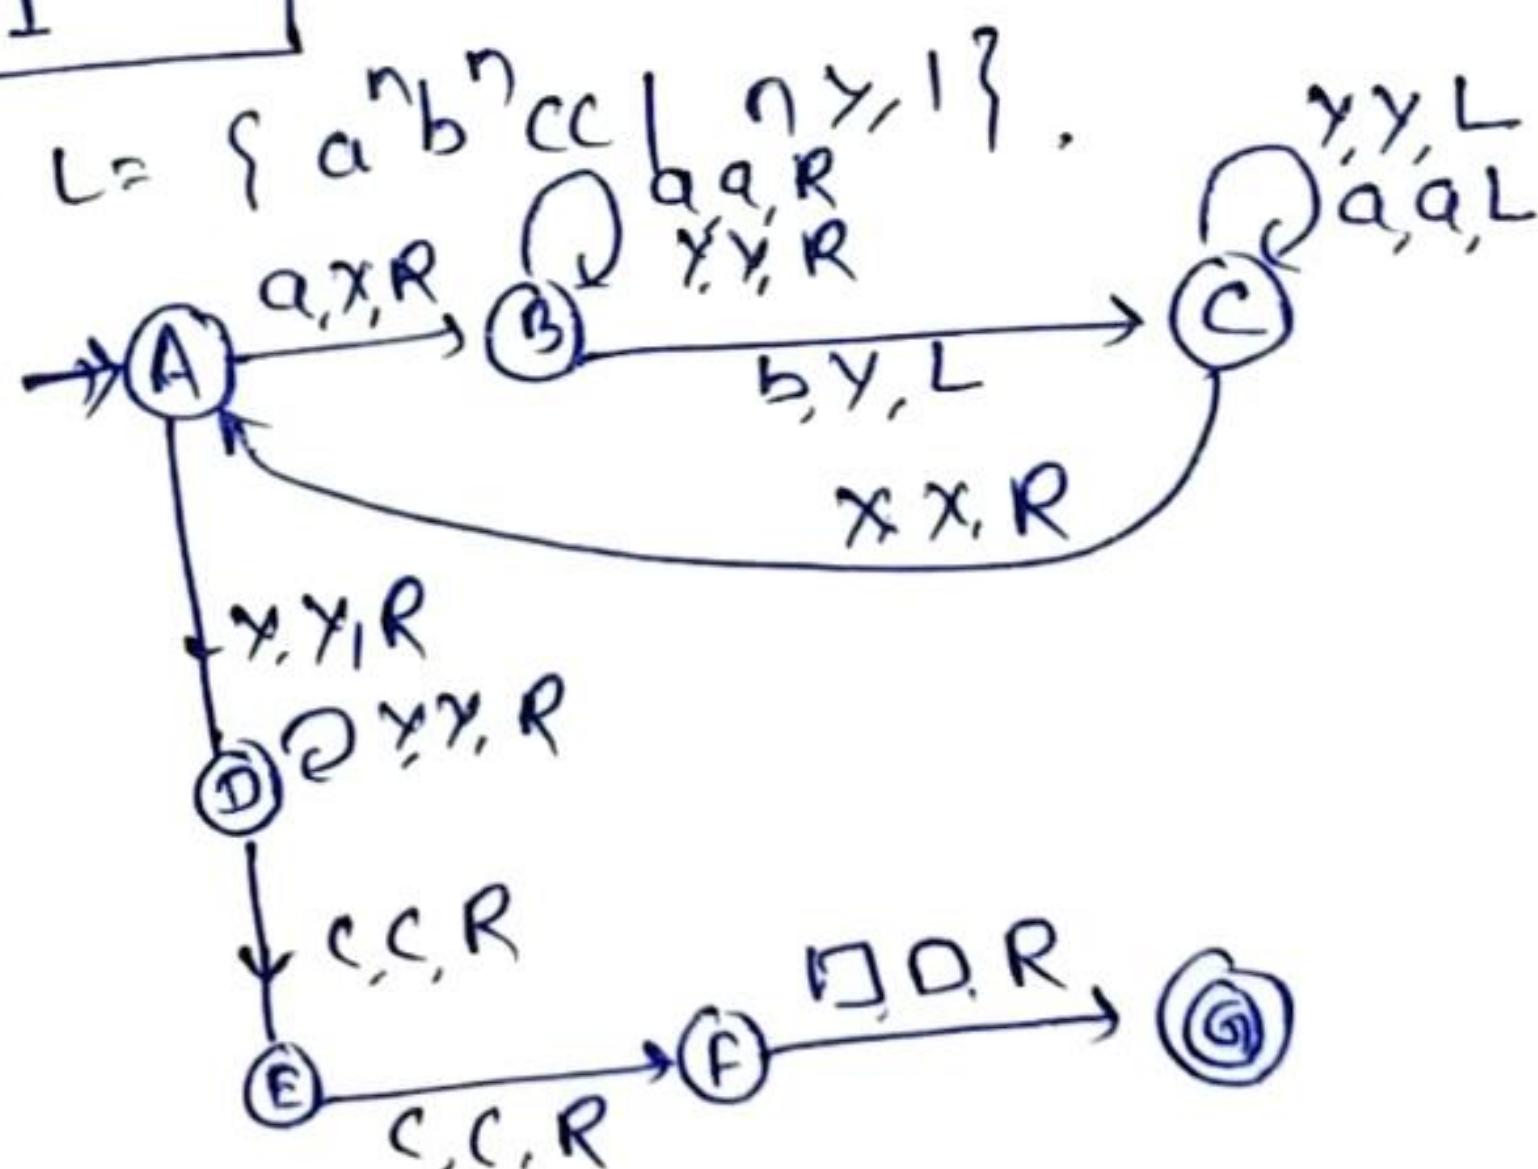 I
L = { aⁿbⁿcc | n ≥ 1 } .
a, a, R
Y, Y, R
Y, Y, L
a, a, L
a, X, R
A
B
C
b, Y, L
X, X, R
Y, Y, R
D
Y, Y, R
C, C, R
E
C, C, R
F
□, □, R
G